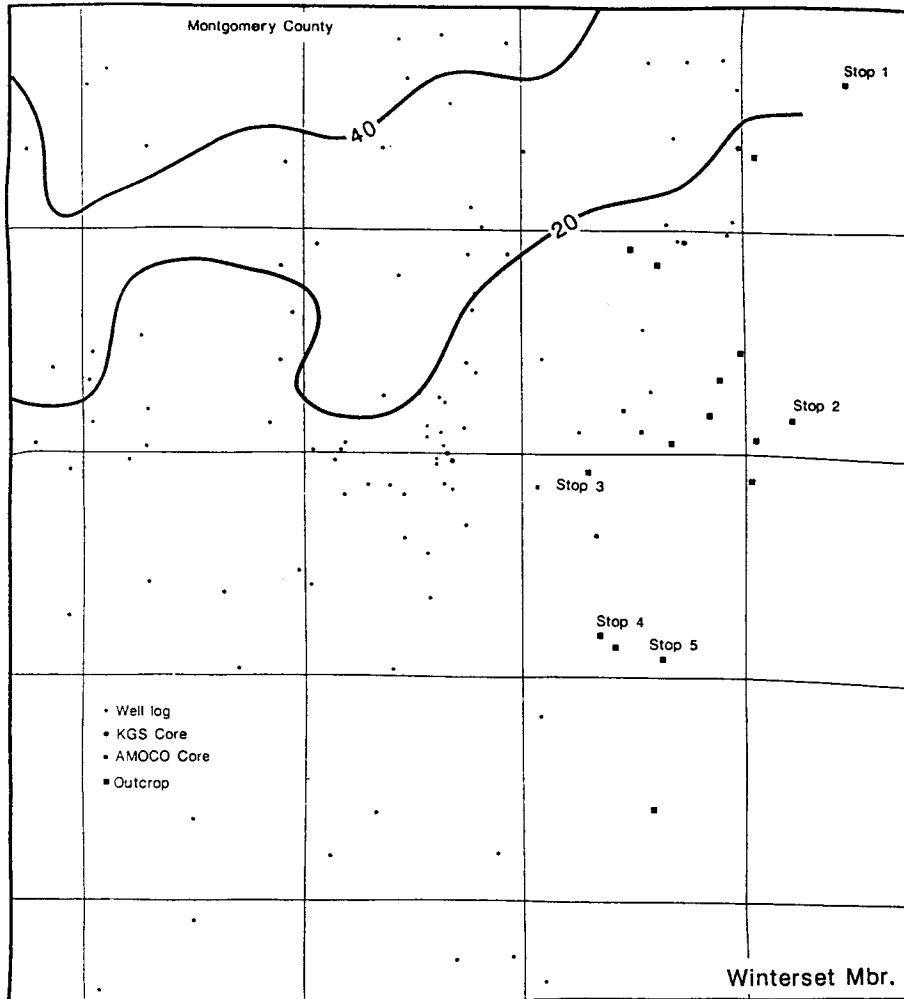 Montgomery County
Stop 1
40
20
Stop 2
Stop 3
Stop 4
Stop 5
Well log
KGS Core
AMOCO Core
Outcrop
Winterset Mbr.